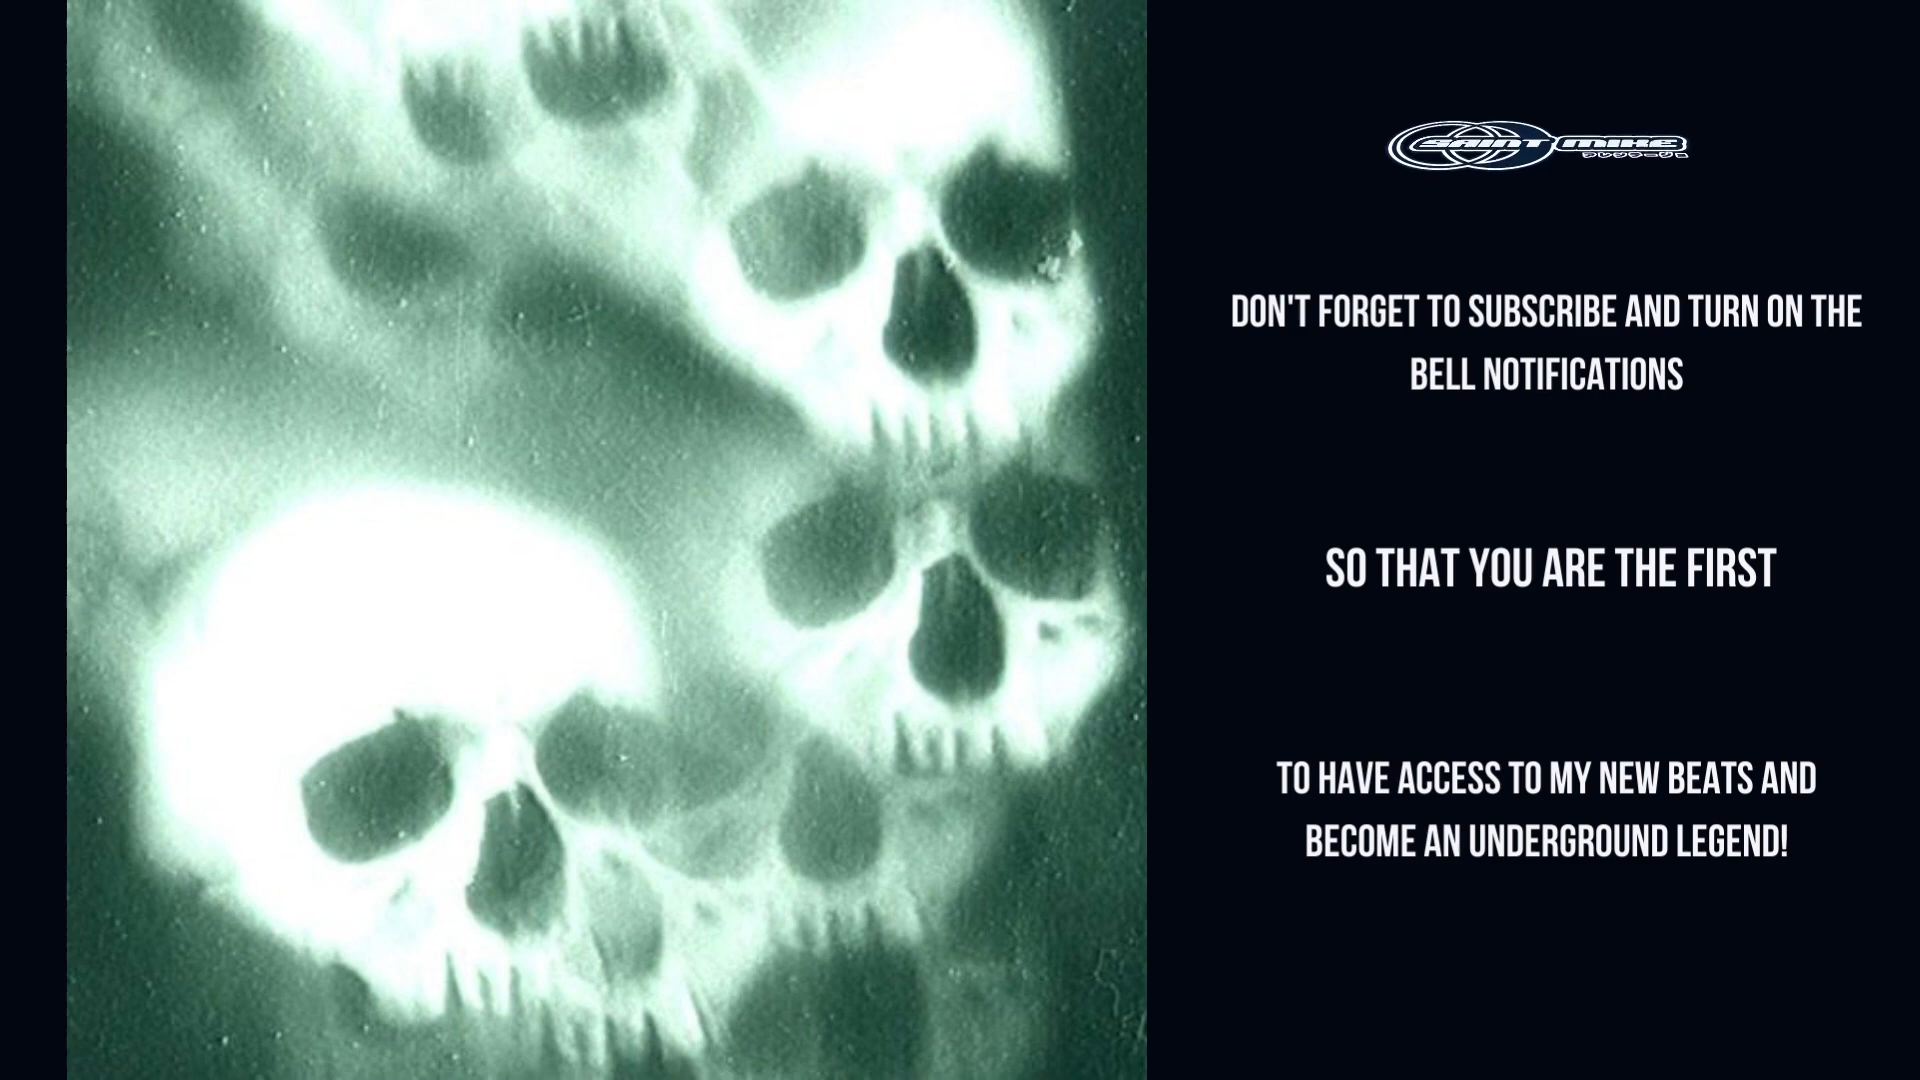 SAINT MIKE
DON'T FORGET TO SUBSCRIBE AND TURN ON THE
BELL NOTIFICATIONS
SO THAT YOU ARE THE FIRST
TO HAVE ACCESS TO MY NEW BEATS AND
BECOME AN UNDERGROUND LEGEND!